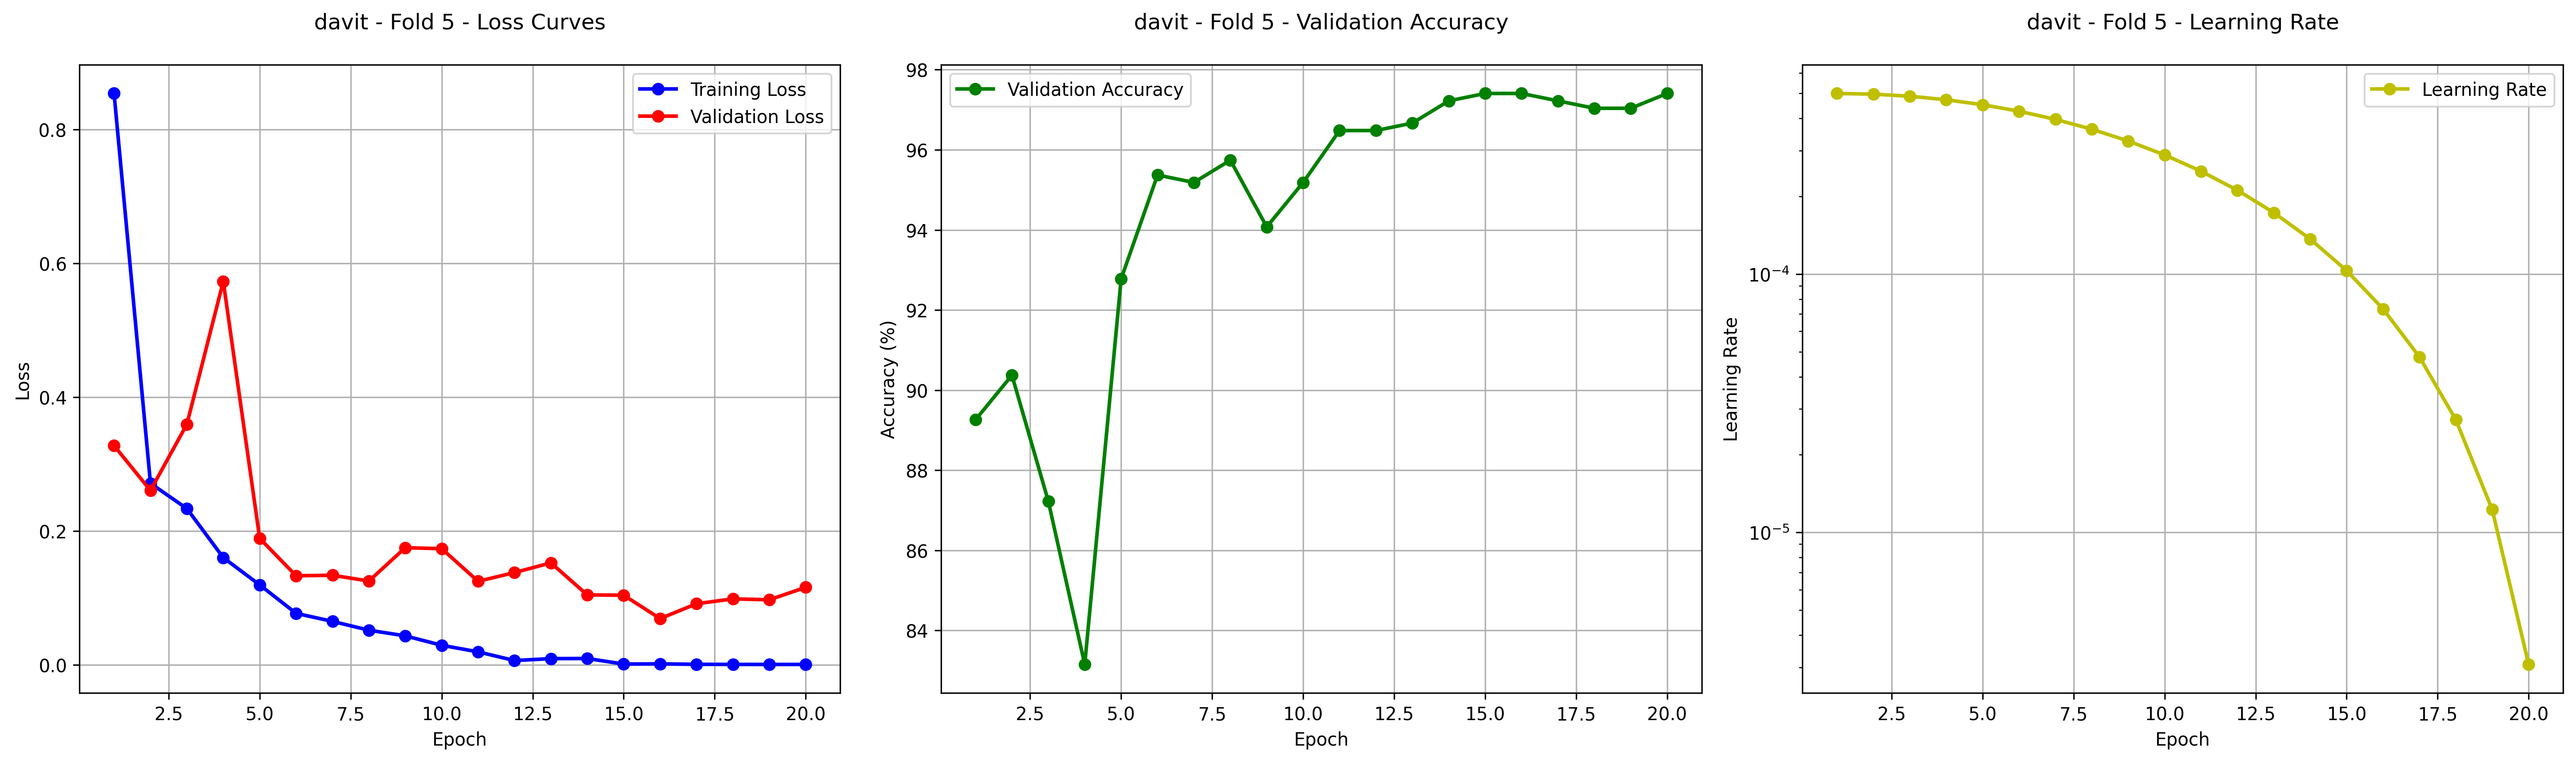 davit - Fold 5 - Loss Curves
Training Loss
Validation Loss
Loss
0.8
0.6
0.4
0.2
0.0
2.5 5.0 7.5 10.0 12.5 15.0 17.5 20.0
Epoch
davit - Fold 5 - Validation Accuracy
Validation Accuracy
Accuracy (%)
98
96
94
92
90
88
86
84
2.5 5.0 7.5 10.0 12.5 15.0 17.5 20.0
Epoch
davit - Fold 5 - Learning Rate
Learning Rate
Learning Rate
10⁻⁴
10⁻⁵
2.5 5.0 7.5 10.0 12.5 15.0 17.5 20.0
Epoch